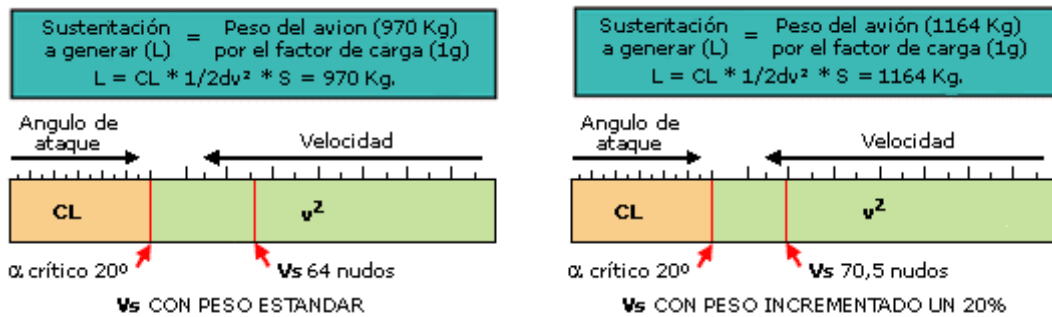 Sustentación = Peso del avion (970 Kg)
a generar (L) por el factor de carga (1g)
L = CL * 1/2dv² * S = 970 Kg.
Angulo de
ataque
Velocidad
CL
v²
α crítico 20º
Vs 64 nudos
Vs CON PESO ESTANDAR
Sustentación = Peso del avión (1164 Kg)
a generar (L) por el factor de carga (1g)
L = CL * 1/2dv² * S = 1164 Kg.
Angulo de
ataque
Velocidad
CL
v²
α crítico 20º
Vs 70,5 nudos
Vs CON PESO INCREMENTADO UN 20%